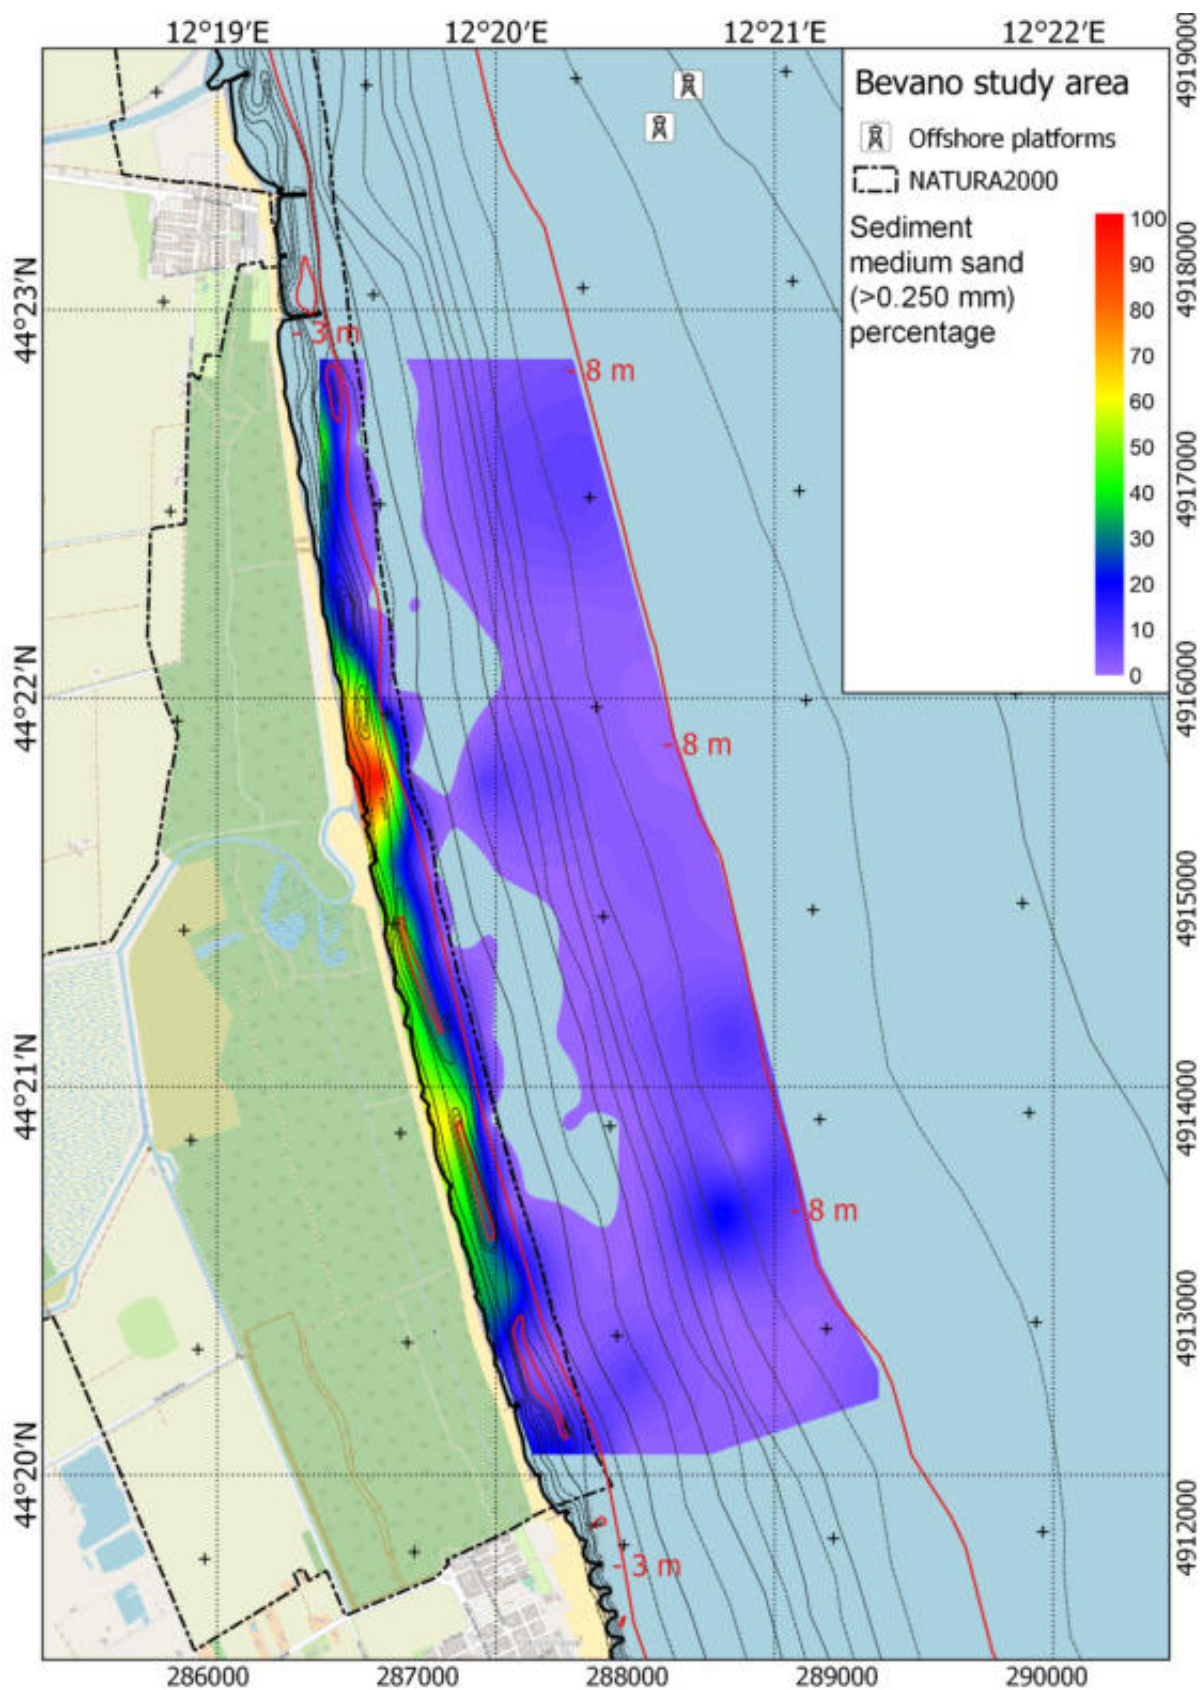 12°19′E 12°20′E 12°21′E 12°22′E
Bevano study area
Offshore platforms
NATURA2000
Sediment
medium sand
(>0.250 mm)
percentage
100
90
80
70
60
50
40
30
20
10
0
4919000
4918000
4917000
4916000
4915000
4914000
4913000
4912000
44°23′N
44°22′N
44°21′N
44°20′N
- 3 m
- 8 m
- 8 m
- 8 m
- 3 m
286000 287000 288000 289000 290000